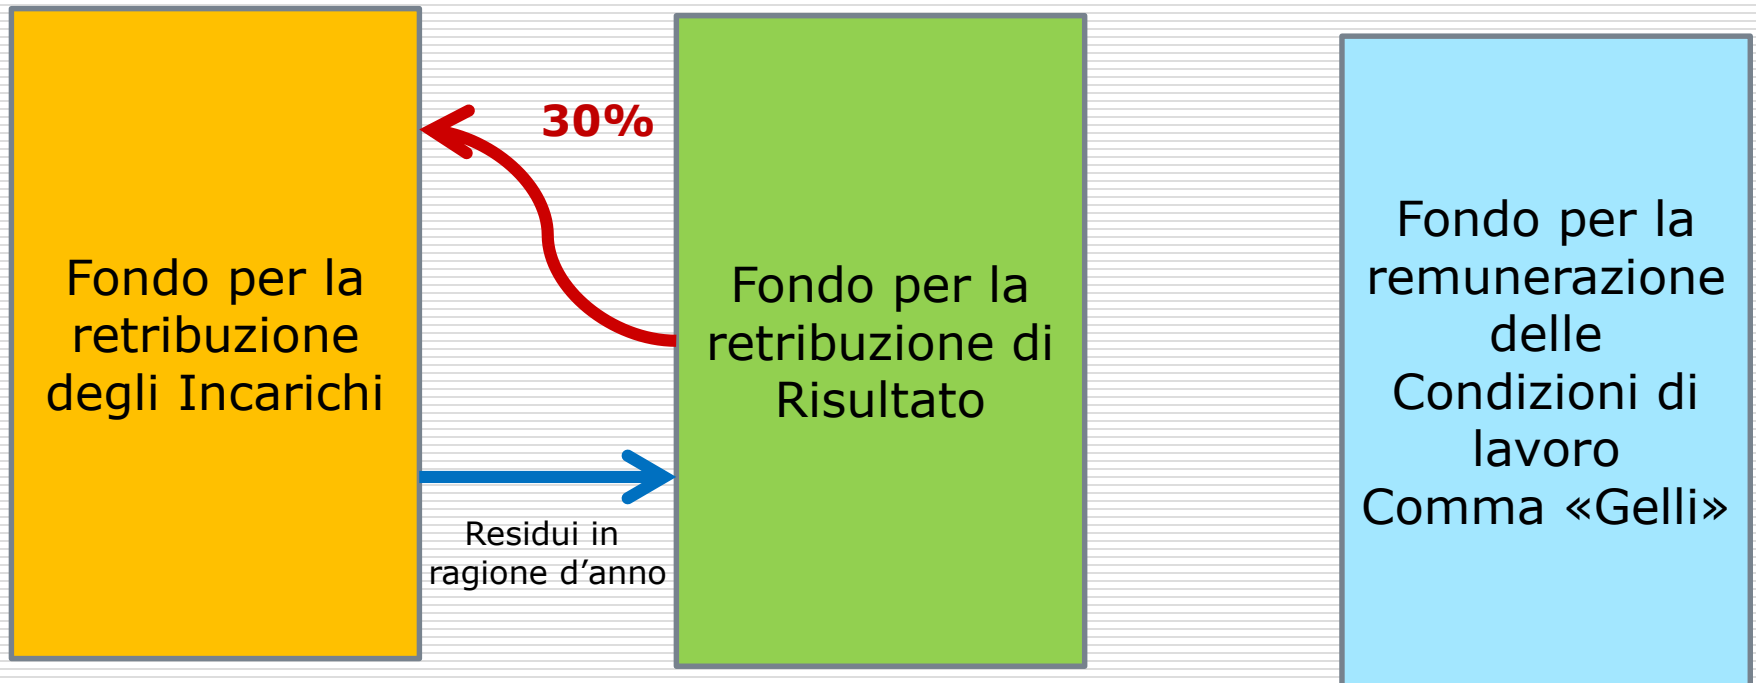 Fondo per la
retribuzione
degli Incarichi
30%
Residui in
ragione d’anno
Fondo per la
retribuzione di
Risultato
Fondo per la
remunerazione
delle
Condizioni di
lavoro
Comma «Gelli»